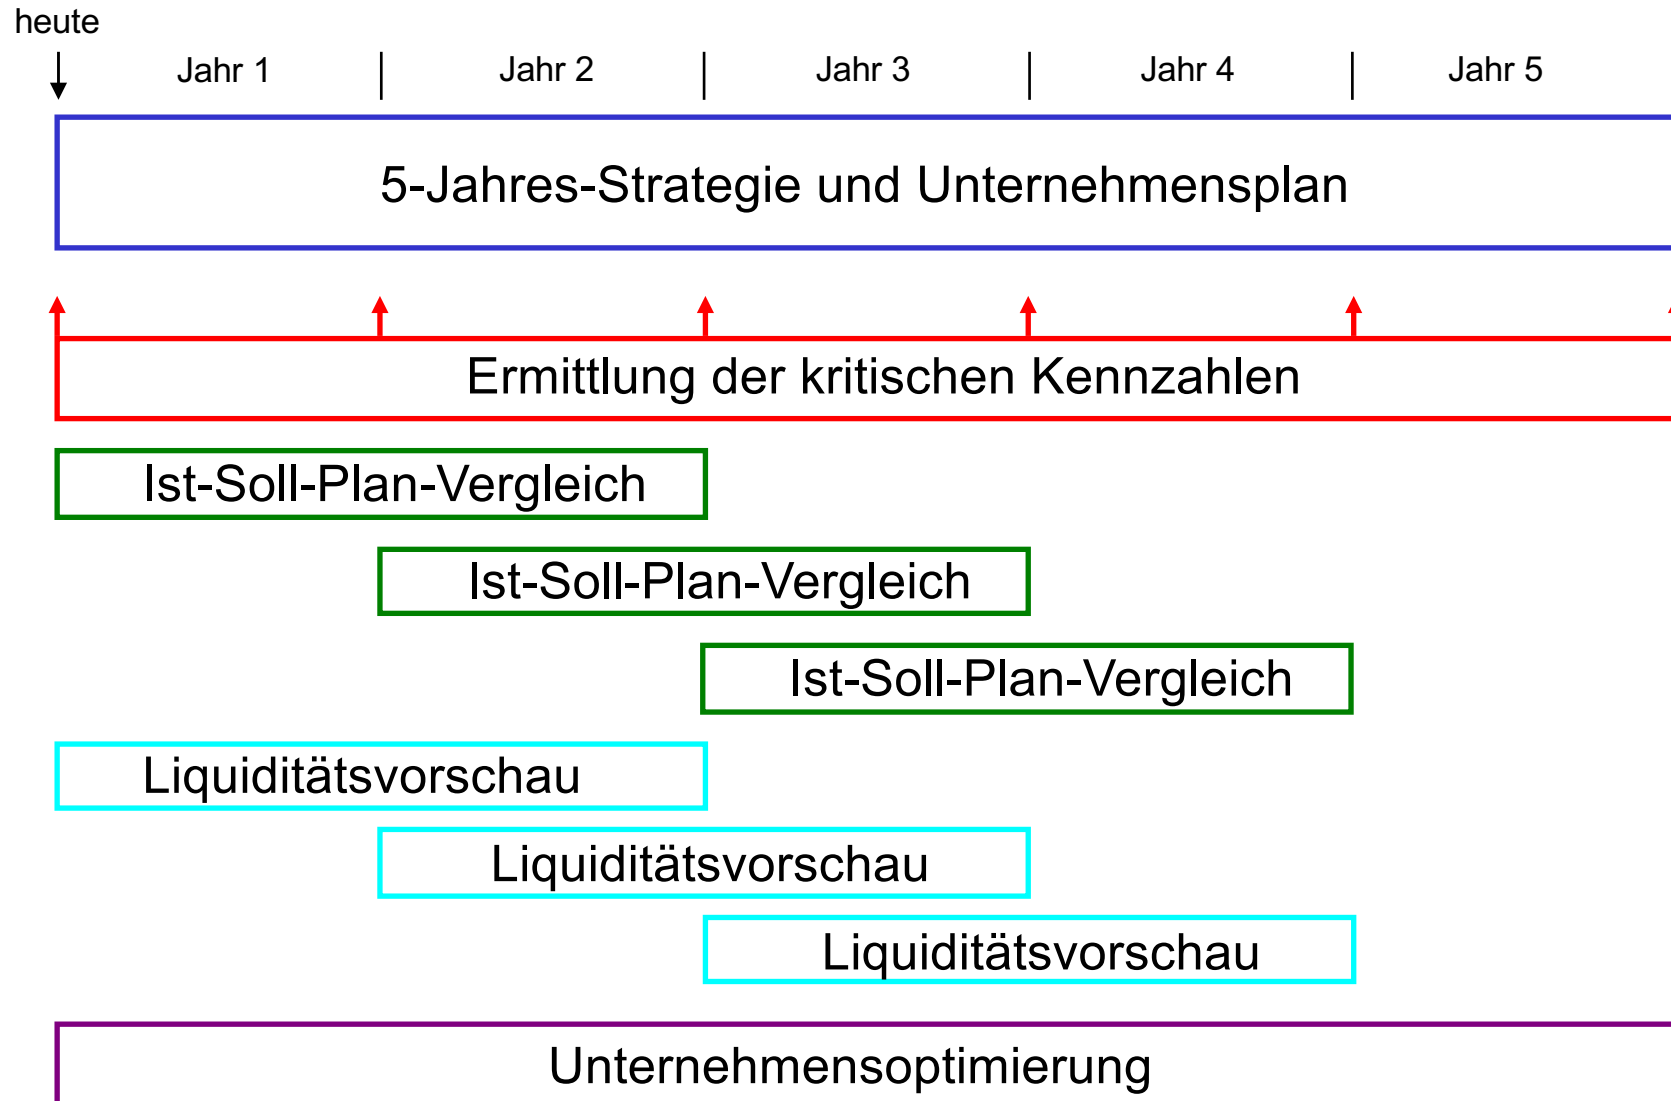 heute
Jahr 1
Jahr 2
Jahr 3
Jahr 4
Jahr 5
5-Jahres-Strategie und Unternehmensplan
Ermittlung der kritischen Kennzahlen
Ist-Soll-Plan-Vergleich
Ist-Soll-Plan-Vergleich
Ist-Soll-Plan-Vergleich
Liquiditätsvorschau
Liquiditätsvorschau
Liquiditätsvorschau
Unternehmensoptimierung